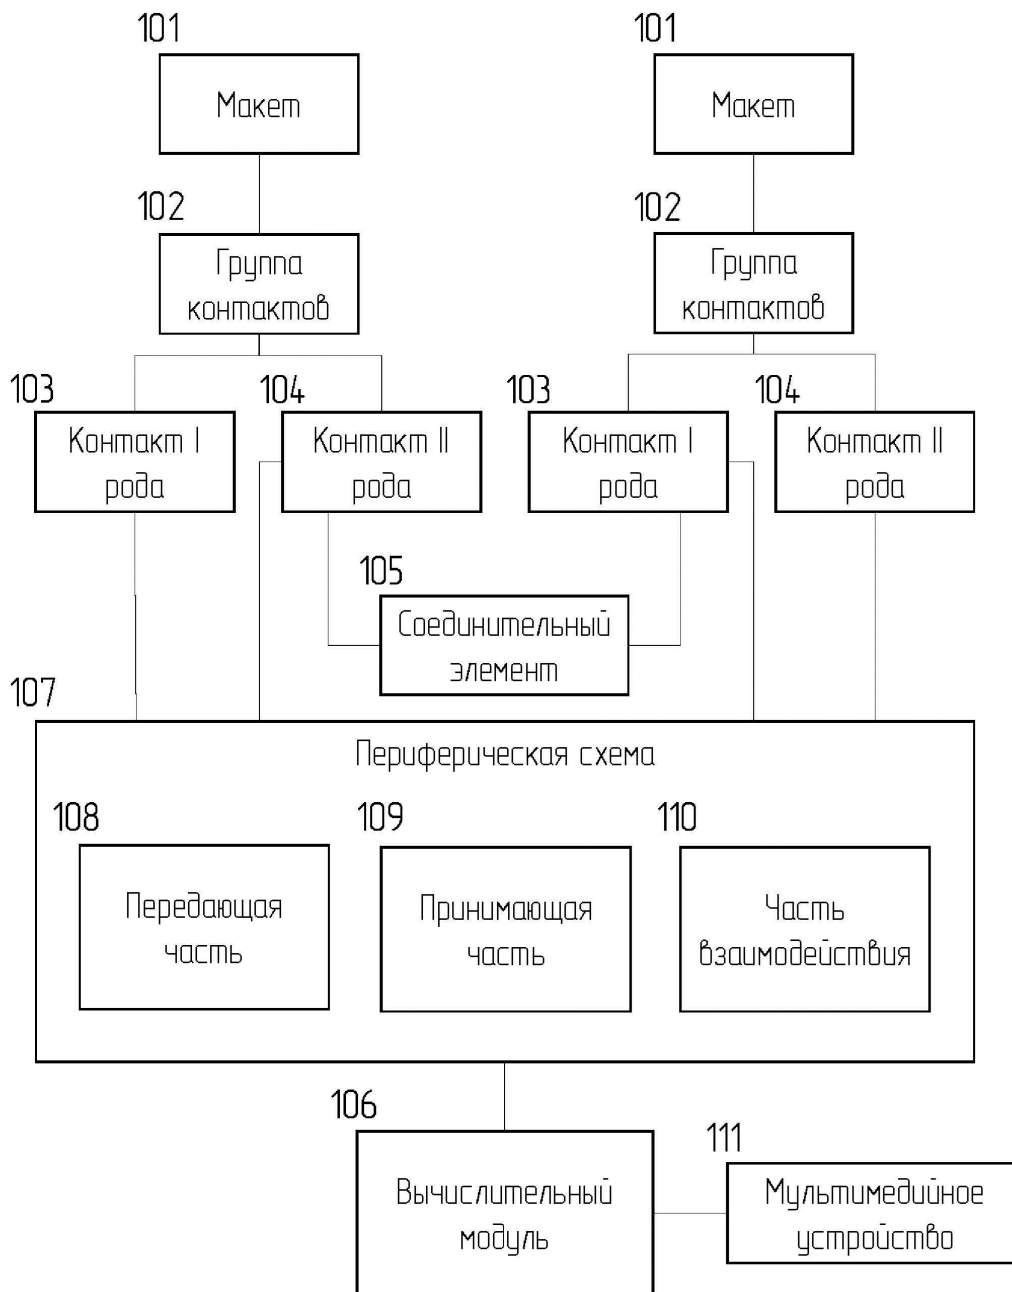 101
Макет
101
Макет
102
Группа
контактов
102
Группа
контактов
103
Контакт I
рода
104
Контакт II
рода
103
Контакт I
рода
104
Контакт II
рода
105
Соединительный
элемент
107
Периферическая схема
108
Передающая
часть
109
Принимающая
часть
110
Часть
взаимодействия
106
Вычислительный
модуль
111
Мультимедийное
устройство